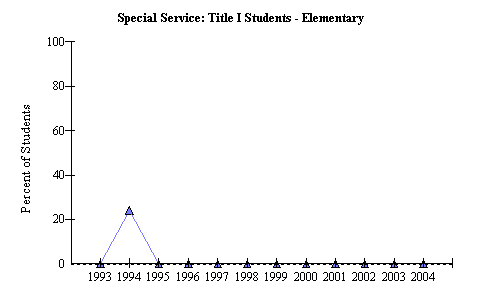 Special Service: Title I Students - Elementary
100
80
60
40
20
0
Percent of Students
1993 1994 1995 1996 1997 1998 1999 2000 2001 2002 2003 2004